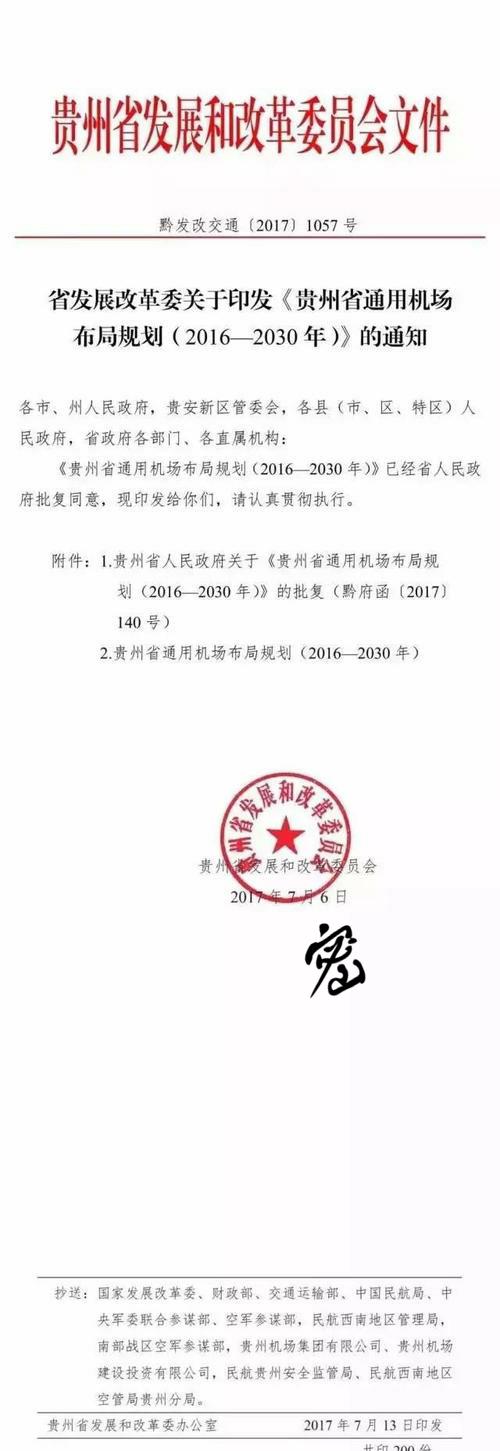 贵州省发展和改革委员会文件
黔发改交通〔2017〕1057 号
省发展改革委关于印发《贵州省通用机场
布局规划（2016—2030 年）》的通知
各市、州人民政府，贵安新区管委会，各县（市、区、特区）人
民政府，省政府各部门、各直属机构：
《贵州省通用机场布局规划（2016—2030 年）》已经省人民政
府批复同意，现印发给你们，请认真贯彻执行。
附件：1.贵州省人民政府关于《贵州省通用机场布局规
划（2016—2030 年）》的批复（黔府函〔2017〕
140 号）
2.贵州省通用机场布局规划（2016—2030 年）
贵州省发展和改革委员会
贵州省发展和改革委员会
2017 年 7 月 6 日
抄送：国家发展改革委、财政部、交通运输部、中国民航局、中
央军委联合参谋部、空军参谋部，民航西南地区管理局，
南部战区空军参谋部，贵州机场集团有限公司、贵州机场
建设投资有限公司，民航贵州安全监管局、民航西南地区
空管局贵州分局。
贵州省发展和改革委办公室 2017 年 7 月 13 日印发
共印 200 份